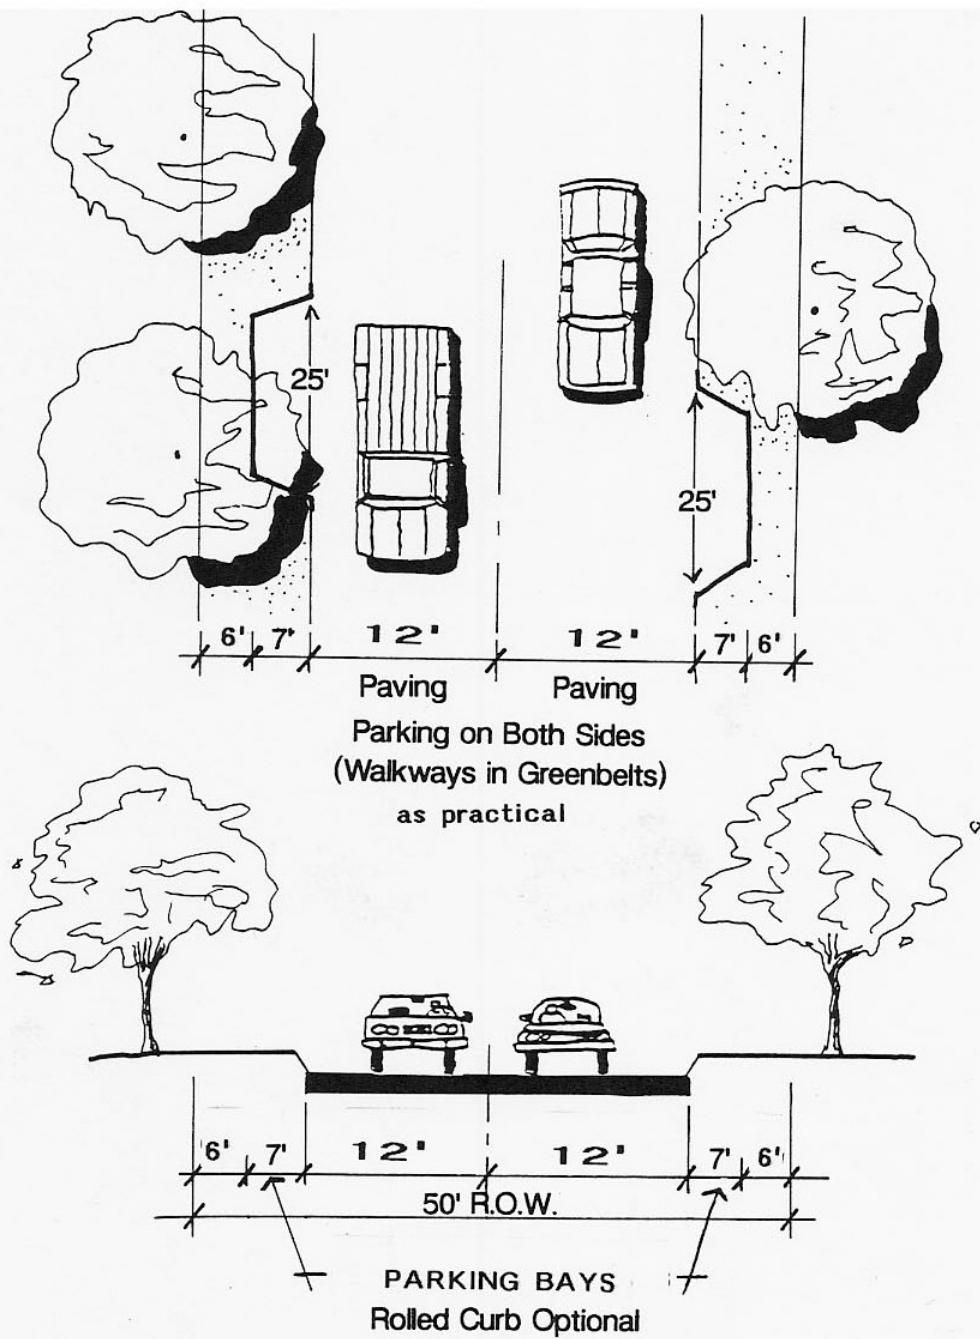 25'
25'
6' 7' 12' 12' 7' 6'
Paving Paving
Parking on Both Sides
(Walkways in Greenbelts)
as practical
6' 7' 12' 12' 7' 6'
50' R.O.W.
PARKING BAYS
Rolled Curb Optional